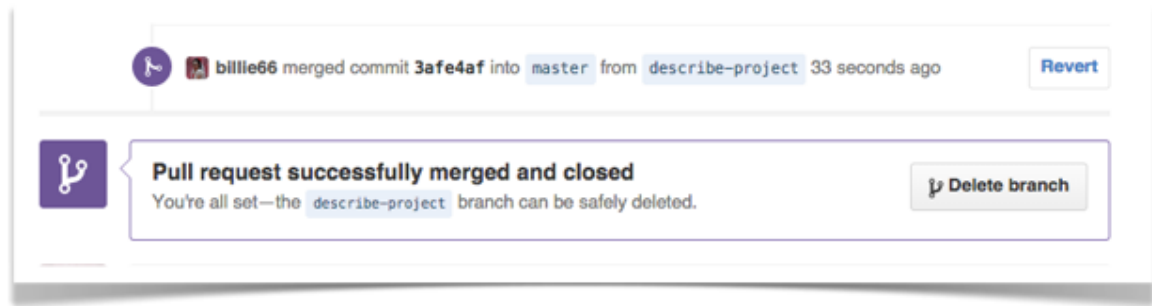 billie66 merged commit 3afe4af into master from describe-project 33 seconds ago Revert
Pull request successfully merged and closed
You're all set—the describe-project branch can be safely deleted.
Delete branch